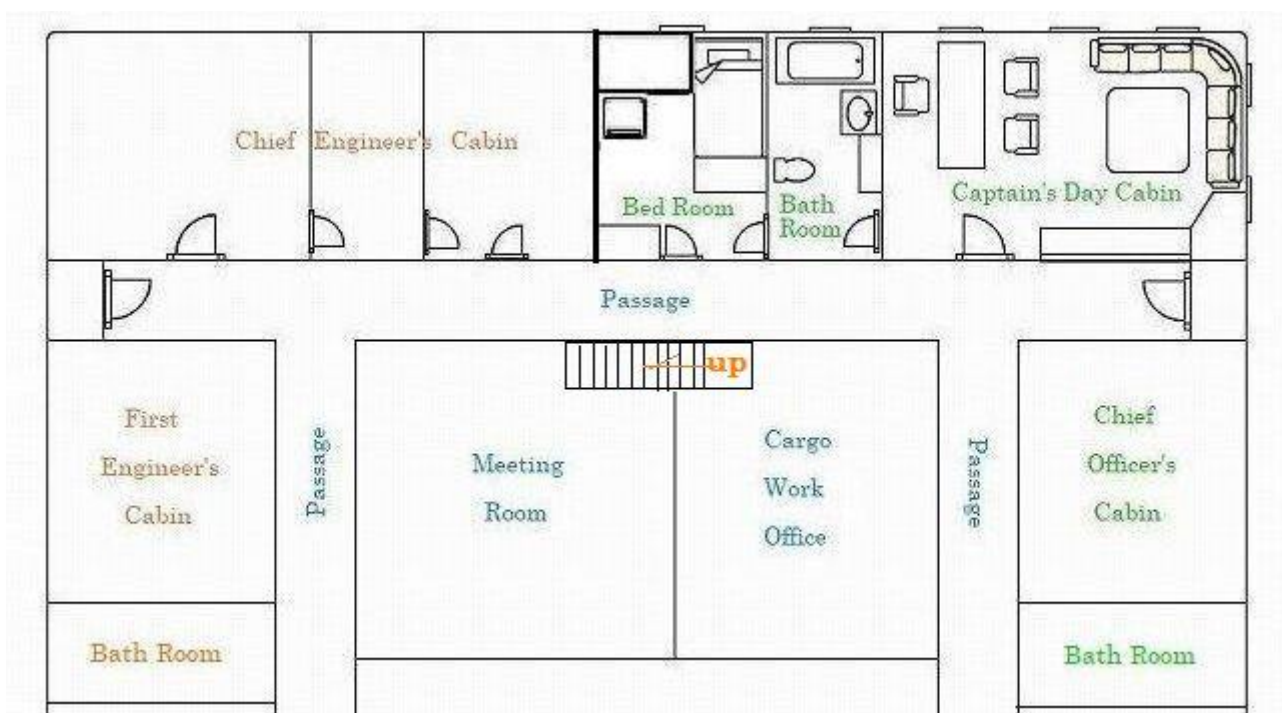 Chief Engineer's Cabin
Bed Room
Bath
Room
Captain's Day Cabin
Passage
up
First
Engineer's
Cabin
Passage
Meeting
Room
Cargo
Work
Office
Passage
Chief
Officer's
Cabin
Bath Room
Bath Room